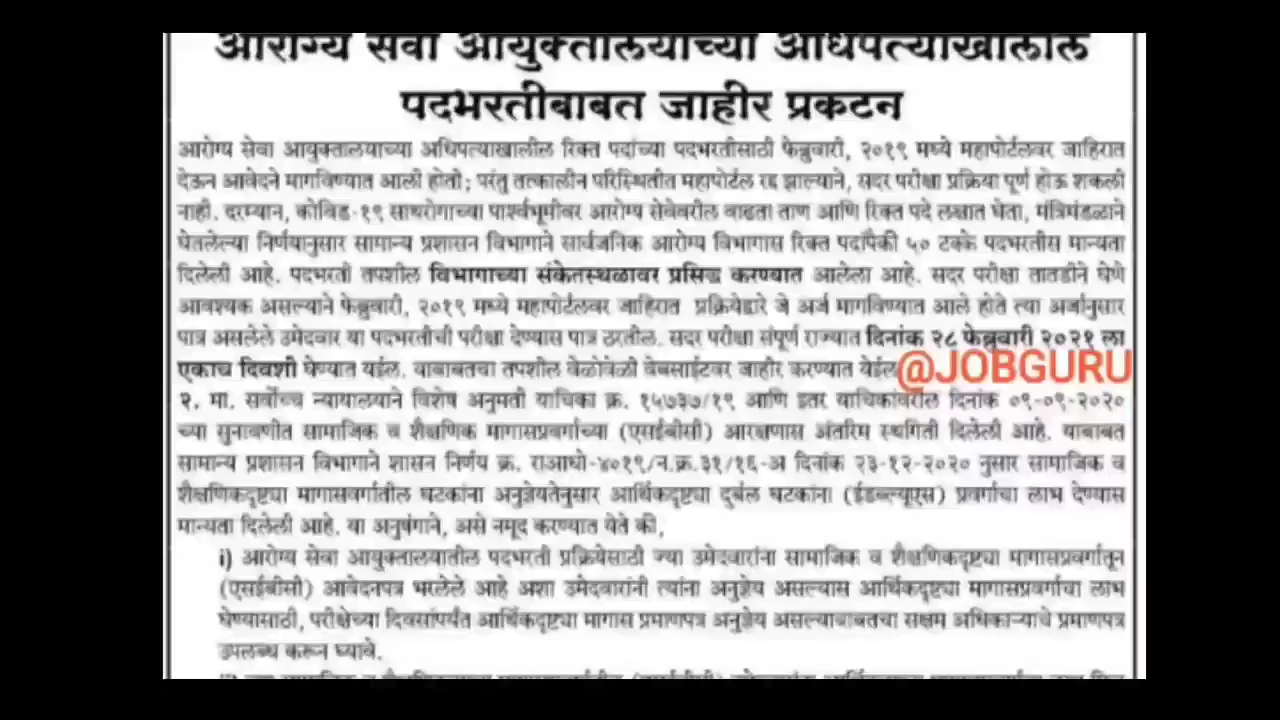 आरोग्य सेवा आयुक्तालयाच्या अधिपत्याखालील
पदभरतीबाबत जाहीर प्रकटन
आरोग्य सेवा आयुक्तालयाच्या अधिपत्याखालील रिक्त पदांच्या पदभरतीसाठी फेब्रुवारी, २०१९ मध्ये महापोर्टलवर जाहिरात
देऊन आवेदने मागविण्यात आली होती; परंतु तत्कालीन परिस्थितीत महापोर्टल रद्द झाल्याने, सदर परीक्षा प्रक्रिया पूर्ण होऊ शकली
नाही. दरम्यान, कोविड-१९ साथरोगाच्या पार्श्वभूमीवर आरोग्य सेवेवरील वाढता ताण आणि रिक्त पदे लक्षात घेता, मंत्रिमंडळाने
घेतलेल्या निर्णयानुसार सामान्य प्रशासन विभागाने सार्वजनिक आरोग्य विभागास रिक्त पदांपैकी ५० टक्के पदभरतीस मान्यता
दिलेली आहे. पदभरती तपशील विभागाच्या संकेतस्थळावर प्रसिद्ध करण्यात आलेला आहे. सदर परीक्षा तातडीने घेणे
आवश्यक असल्याने फेब्रुवारी, २०१९ मध्ये महापोर्टलवर जाहिरात प्रक्रियेद्वारे जे अर्ज मागविण्यात आले होते त्या अर्जानुसार
पात्र असलेले उमेदवार या पदभरतीची परीक्षा देण्यास पात्र ठरतील. सदर परीक्षा संपूर्ण राज्यात दिनांक २८ फेब्रुवारी २०२१ ला
एकाच दिवशी घेण्यात येईल. याबाबतचा तपशील वेळोवेळी वेबसाईटवर जाहीर करण्यात येईल @JOBGURU
२. मा. सर्वोच्च न्यायालयाने विशेष अनुमती याचिका क्र. १५७३७/१९ आणि इतर याचिकांवरील दिनांक ०९-०९-२०२०
च्या सुनावणीत सामाजिक व शैक्षणिक मागासप्रवर्गाच्या (एसईबीसी) आरक्षणास अंतरिम स्थगिती दिलेली आहे. याबाबत
सामान्य प्रशासन विभागाने शासन निर्णय क्र. राआधो-४०१९/न.क्र.३१/१६-अ दिनांक २३-१२-२०२० नुसार सामाजिक व
शैक्षणिकदृष्ट्या मागासवर्गातील घटकांना अनुज्ञेयतेनुसार आर्थिकदृष्ट्या दुर्बल घटकांना (ईडब्ल्यूएस) प्रवर्गाचा लाभ देण्यास
मान्यता दिलेली आहे. या अनुषंगाने, असे नमूद करण्यात येते की,
i) आरोग्य सेवा आयुक्तालयातील पदभरती प्रक्रियेसाठी ज्या उमेदवारांना सामाजिक व शैक्षणिकदृष्ट्या मागासप्रवर्गातून
(एसईबीसी) आवेदनपत्र भरलेले आहे अशा उमेदवारांनी त्यांना अनुज्ञेय असल्यास आर्थिकदृष्ट्या मागासप्रवर्गाचा लाभ
घेण्यासाठी, परीक्षेच्या दिवसांपर्यंत आर्थिकदृष्ट्या मागास प्रमाणपत्र अनुज्ञेय असल्याबाबतचा सक्षम अधिकाऱ्याचे प्रमाणपत्र
उपलब्ध करून घ्यावे.